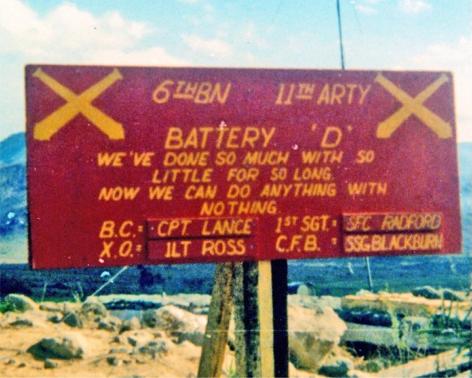 6TH BN 11TH ARTY
BATTERY 'D'
WE'VE DONE SO MUCH WITH SO
LITTLE FOR SO LONG.
NOW WE CAN DO ANYTHING WITH
NOTHING
B.C.= CPT LANCE 1ST SGT.= SFC RADFORD
X.O.= 1LT ROSS C.F.B. = SSG BLACKBURN